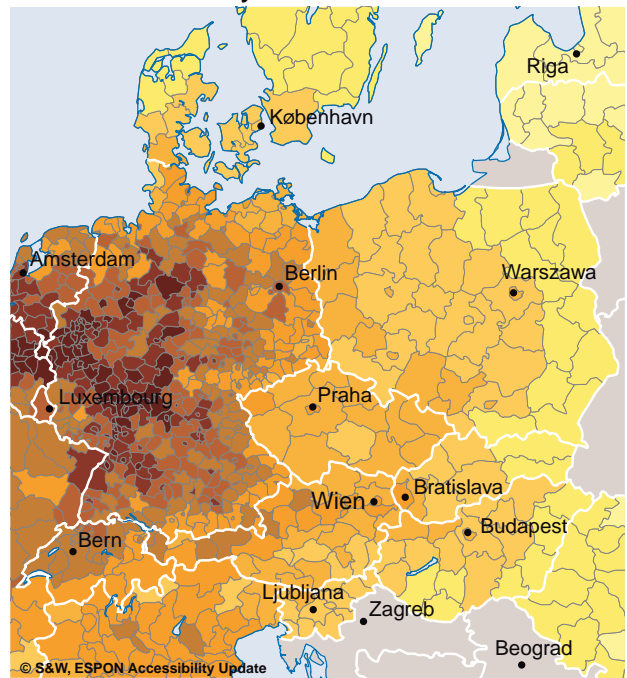 Riga
København
Amsterdam
Berlin
Warszawa
Luxembourg
Praha
Wien
Bratislava
Bern
Budapest
Ljubljana
Zagreb
Beograd
© S&W, ESPON Accessibility Update